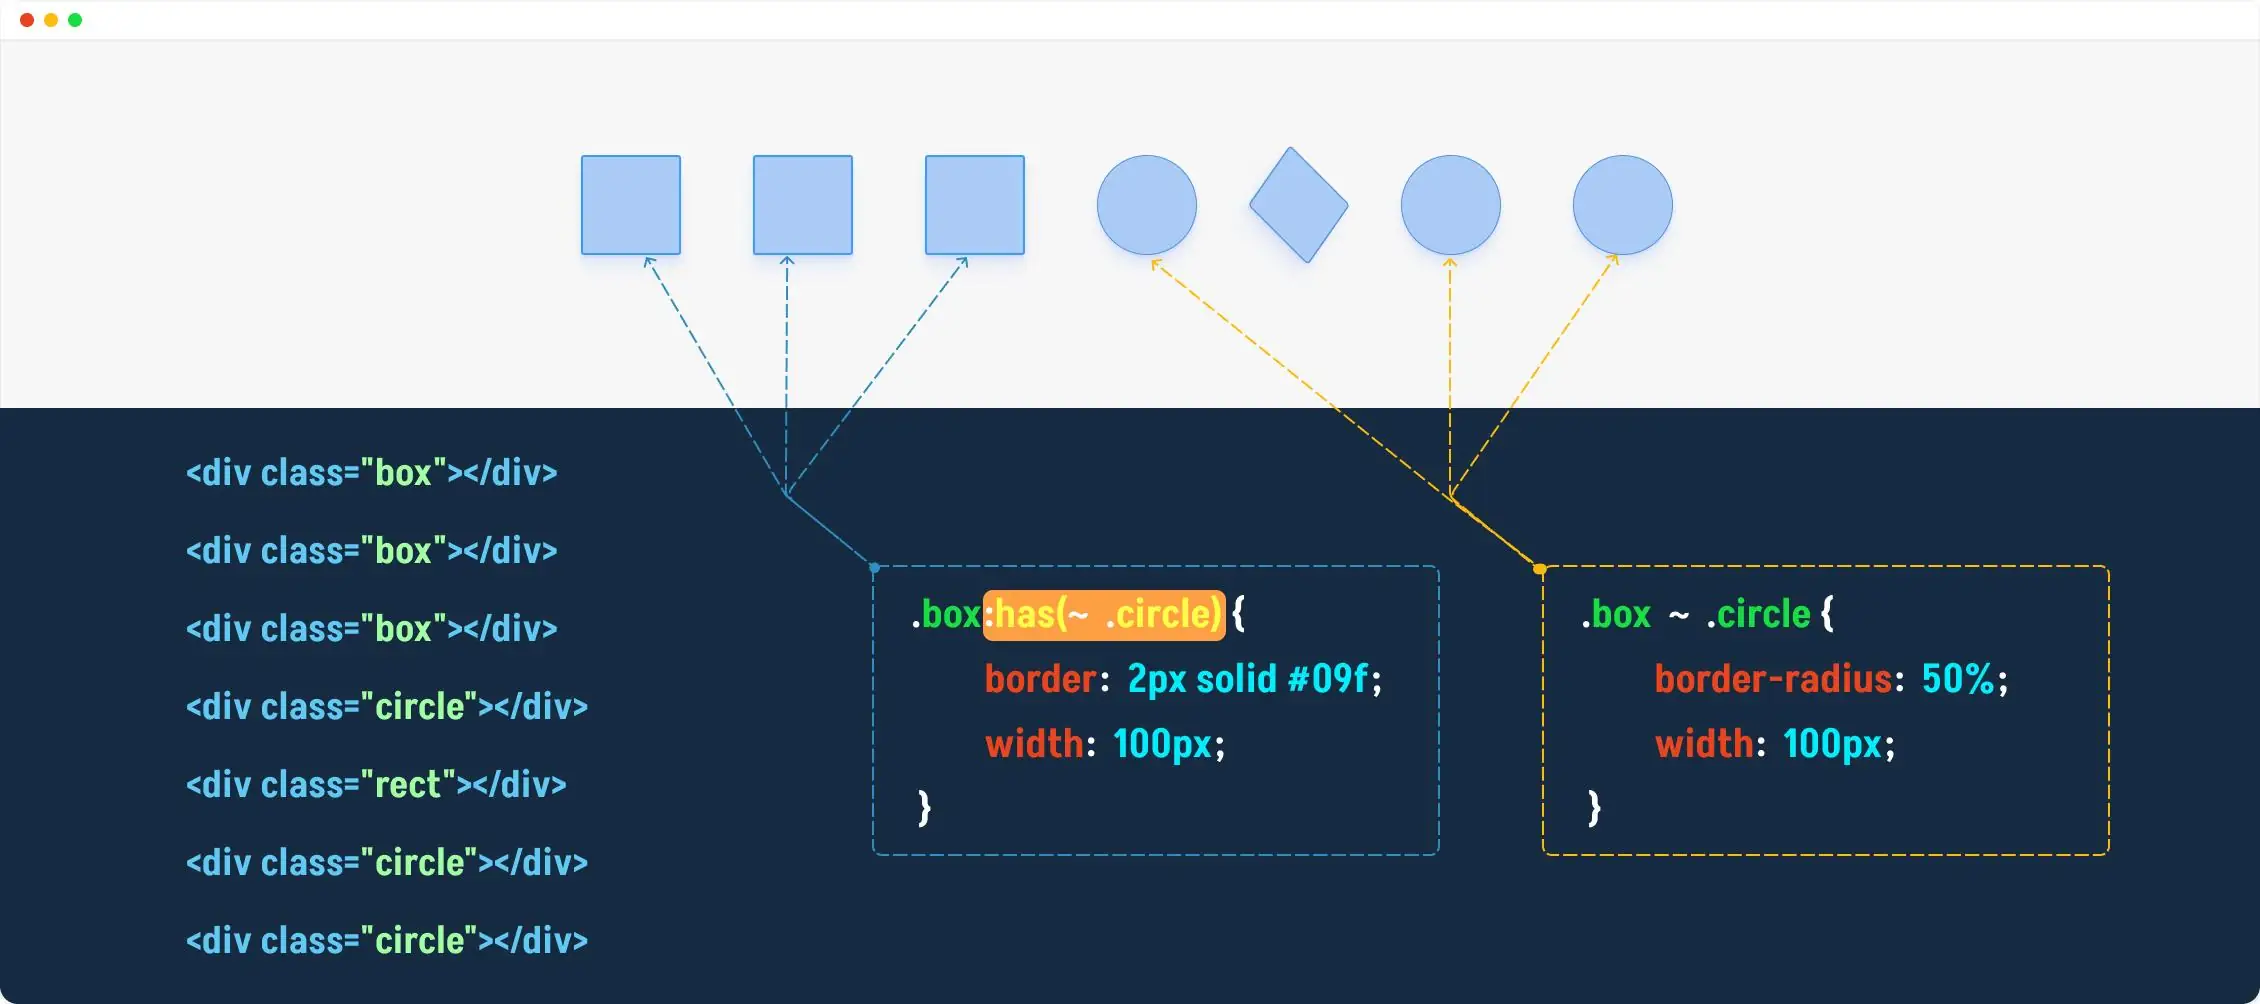 <div class="box"></div>
<div class="box"></div>
<div class="box"></div>
<div class="circle"></div>
<div class="rect"></div>
<div class="circle"></div>
<div class="circle"></div>
.box:has(~ .circle) {
border: 2px solid #09f;
width: 100px;
}
.box ~ .circle {
border-radius: 50%;
width: 100px;
}